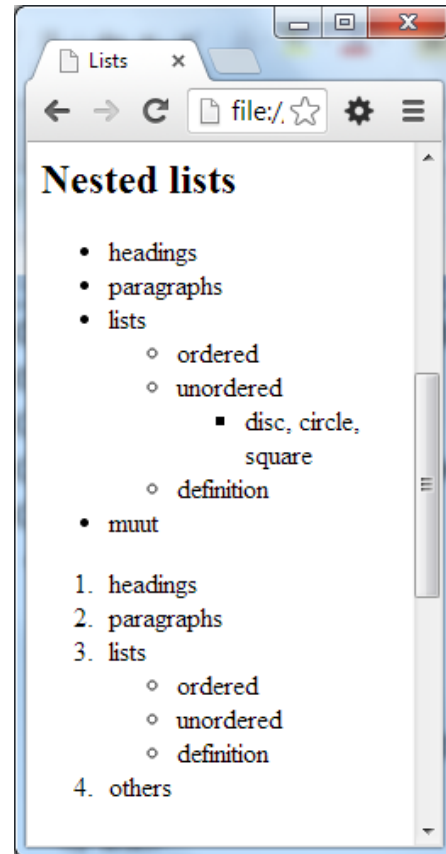 Lists
file:/
Nested lists
headings
paragraphs
lists
ordered
unordered
disc, circle,
square
definition
muut
1. headings
2. paragraphs
3. lists
ordered
unordered
definition
4. others